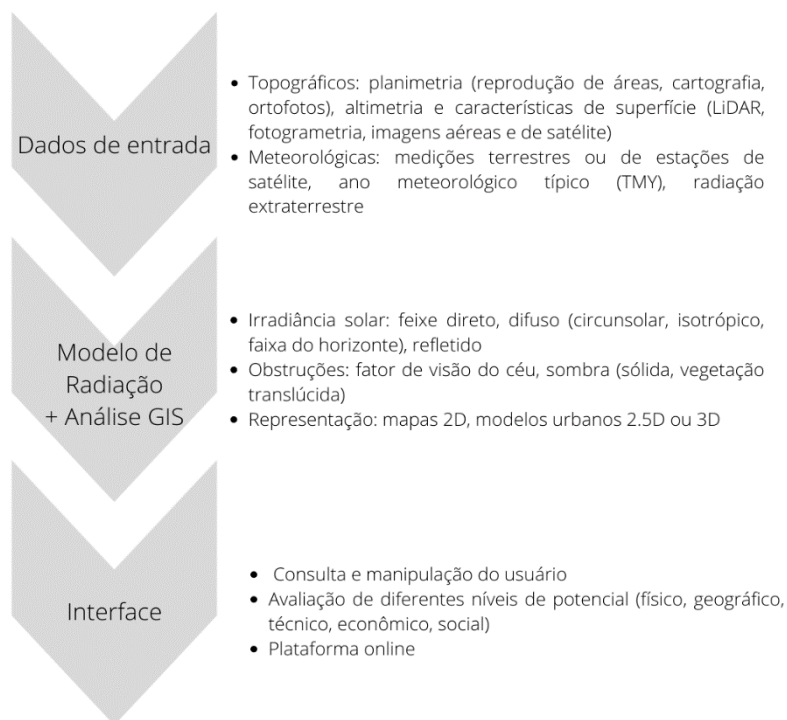 Dados de entrada
• Topográficos: planimetria (reprodução de áreas, cartografia,
ortofotos), altimetria e características de superfície (LiDAR,
fotogrametria, imagens aéreas e de satélite)
• Meteorológicas: medições terrestres ou de estações de
satélite, ano meteorológico típico (TMY), radiação
extraterrestre
Modelo de
Radiação
+ Análise GIS
• Irradiância solar: feixe direto, difuso (circunsolar, isotrópico,
faixa do horizonte), refletido
• Obstruções: fator de visão do céu, sombra (sólida, vegetação
translúcida)
• Representação: mapas 2D, modelos urbanos 2.5D ou 3D
Interface
• Consulta e manipulação do usuário
• Avaliação de diferentes níveis de potencial (físico, geográfico,
técnico, econômico, social)
• Plataforma online